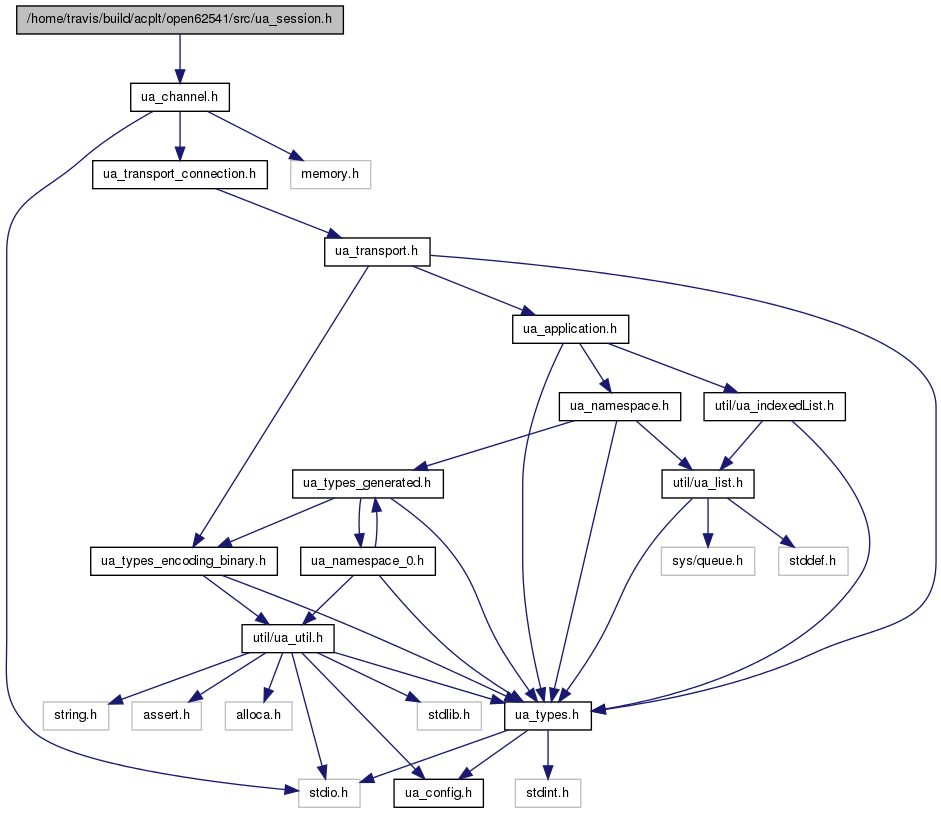 /home/travis/build/acplt/open62541/src/ua_session.h
ua_channel.h
ua_transport_connection.h
memory.h
ua_transport.h
ua_application.h
ua_namespace.h
util/ua_indexedList.h
ua_types_generated.h
util/ua_list.h
ua_types_encoding_binary.h
ua_namespace_0.h
sys/queue.h
stddef.h
util/ua_util.h
string.h
assert.h
alloca.h
stdlib.h
ua_types.h
stdio.h
ua_config.h
stdint.h